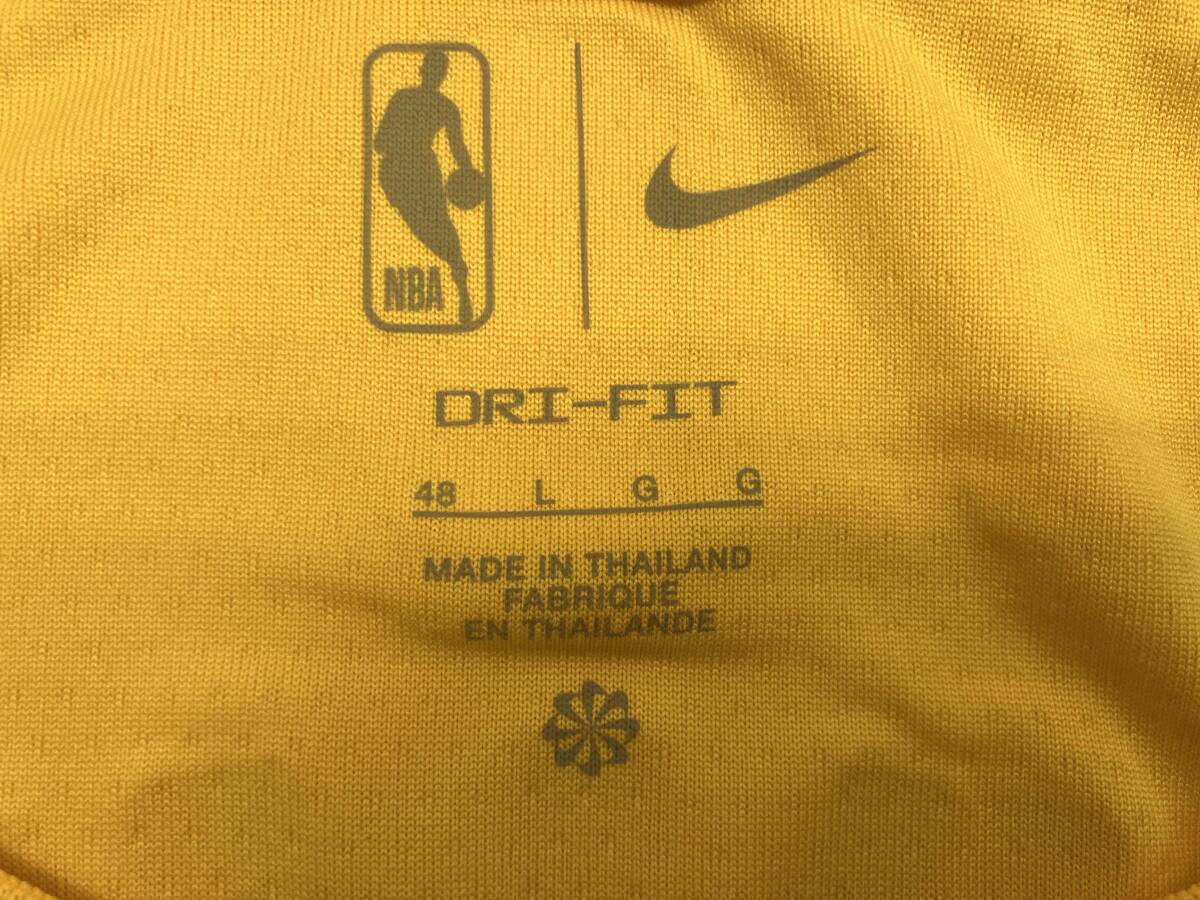 NBA
DRI-FIT
48 L G G
MADE IN THAILAND
FABRIQUE
EN THAILANDE